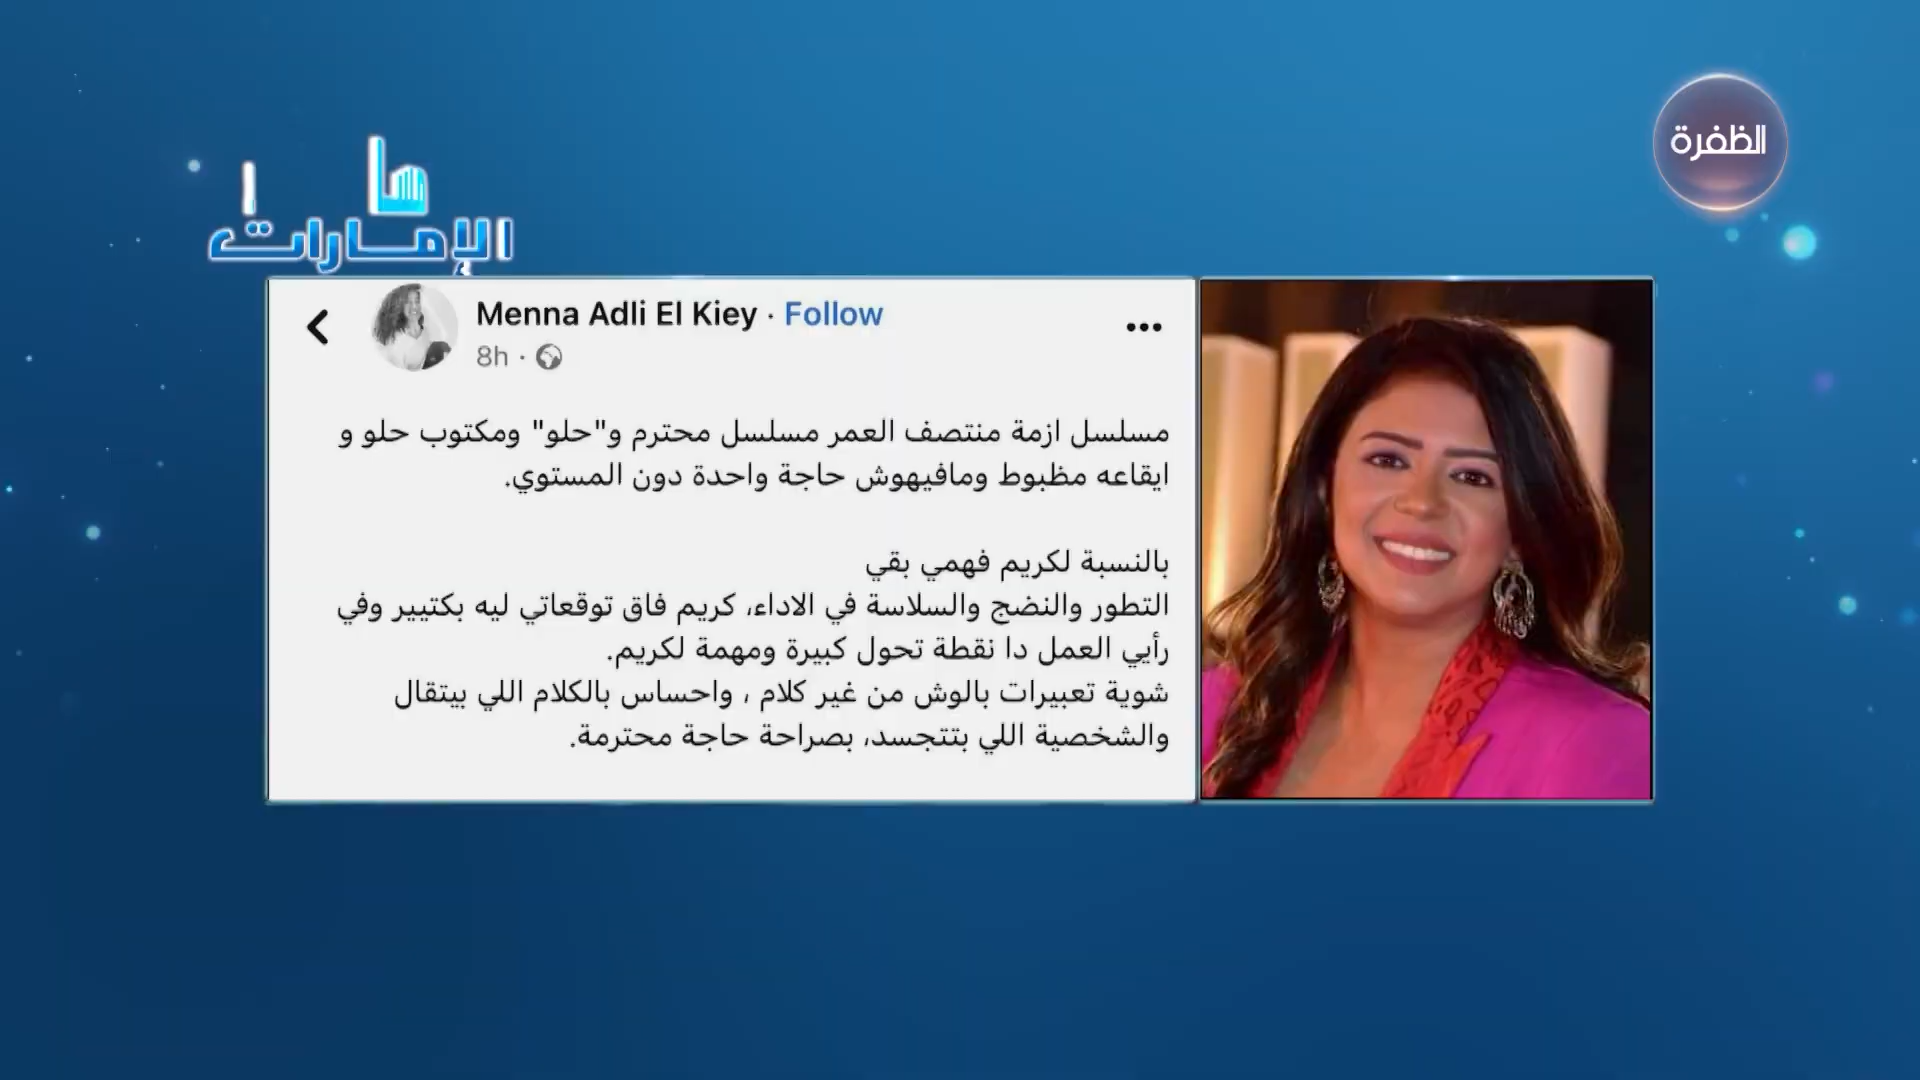 الظفرة
الإمارات
Menna Adli El Kiey · Follow
8h ·
مسلسل ازمة منتصف العمر مسلسل محترم و"حلو" ومكتوب حلو و
ايقاعه مظبوط ومافيهوش حاجة واحدة دون المستوي.
بالنسبة لكريم فهمي بقي
التطور والنضج والسلاسة في الاداء، كريم فاق توقعاتي ليه بكتيير وفي
رأيي العمل دا نقطة تحول كبيرة ومهمة لكريم.
شوية تعبيرات بالوش من غير كلام ، واحساس بالكلام اللي بيتقال
والشخصية اللي بتتجسد، بصراحة حاجة محترمة.